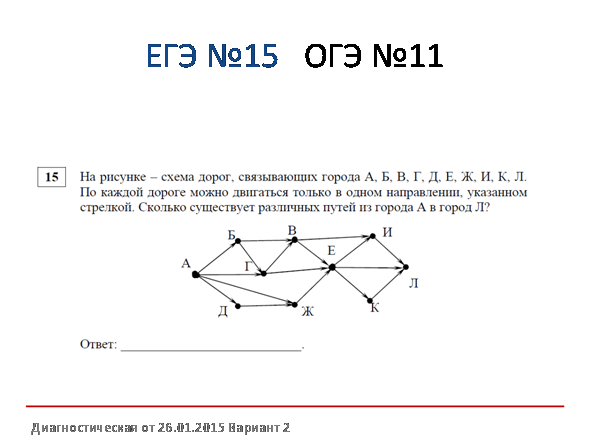 ЕГЭ №15 ОГЭ №11
15 На рисунке – схема дорог, связывающих города А, Б, В, Г, Д, Е, Ж, И, К, Л.
По каждой дороге можно двигаться только в одном направлении, указанном
стрелкой. Сколько существует различных путей из города А в город Л?
Б В И
Е
А Г
Л
Д Ж К
Ответ: ____________________________.
Диагностическая от 26.01.2015 Вариант 2